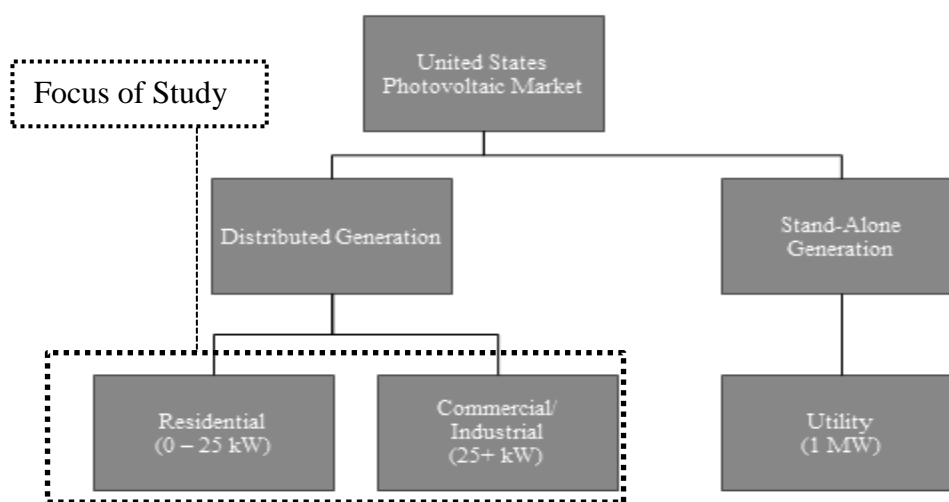 United States
Photovoltaic Market
Focus of Study
Distributed Generation
Stand-Alone
Generation
Residential
(0 – 25 kW)
Commercial/
Industrial
(25+ kW)
Utility
(1 MW)